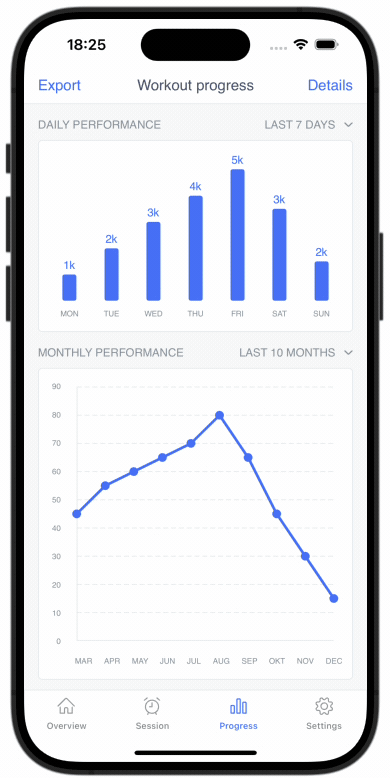 18:25
Export Workout progress Details
DAILY PERFORMANCE LAST 7 DAYS
5k
4k
3k 3k
2k 2k
1k
MON TUE WED THU FRI SAT SUN
MONTHLY PERFORMANCE LAST 10 MONTHS
90
80
70
60
50
40
30
20
10
0
MAR APR MAY JUN JUL AUG SEP OKT NOV DEC
Overview Session Progress Settings